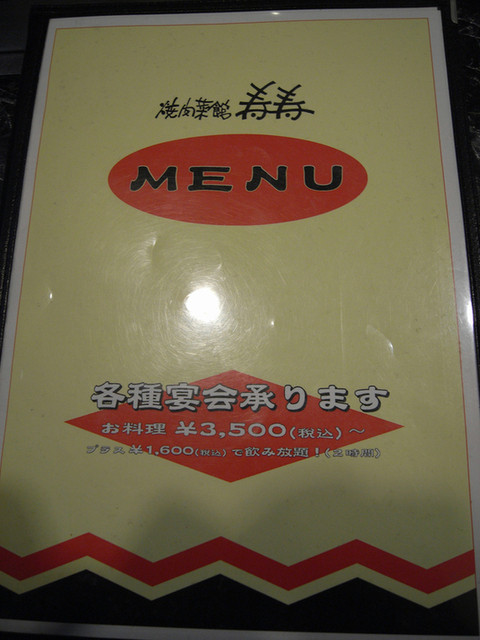 焼肉菜館 寿寿
MENU
各種宴会承ります
お料理 ¥3,500(税込)～
プラス¥1,600(税込)で飲み放題!(2時間)